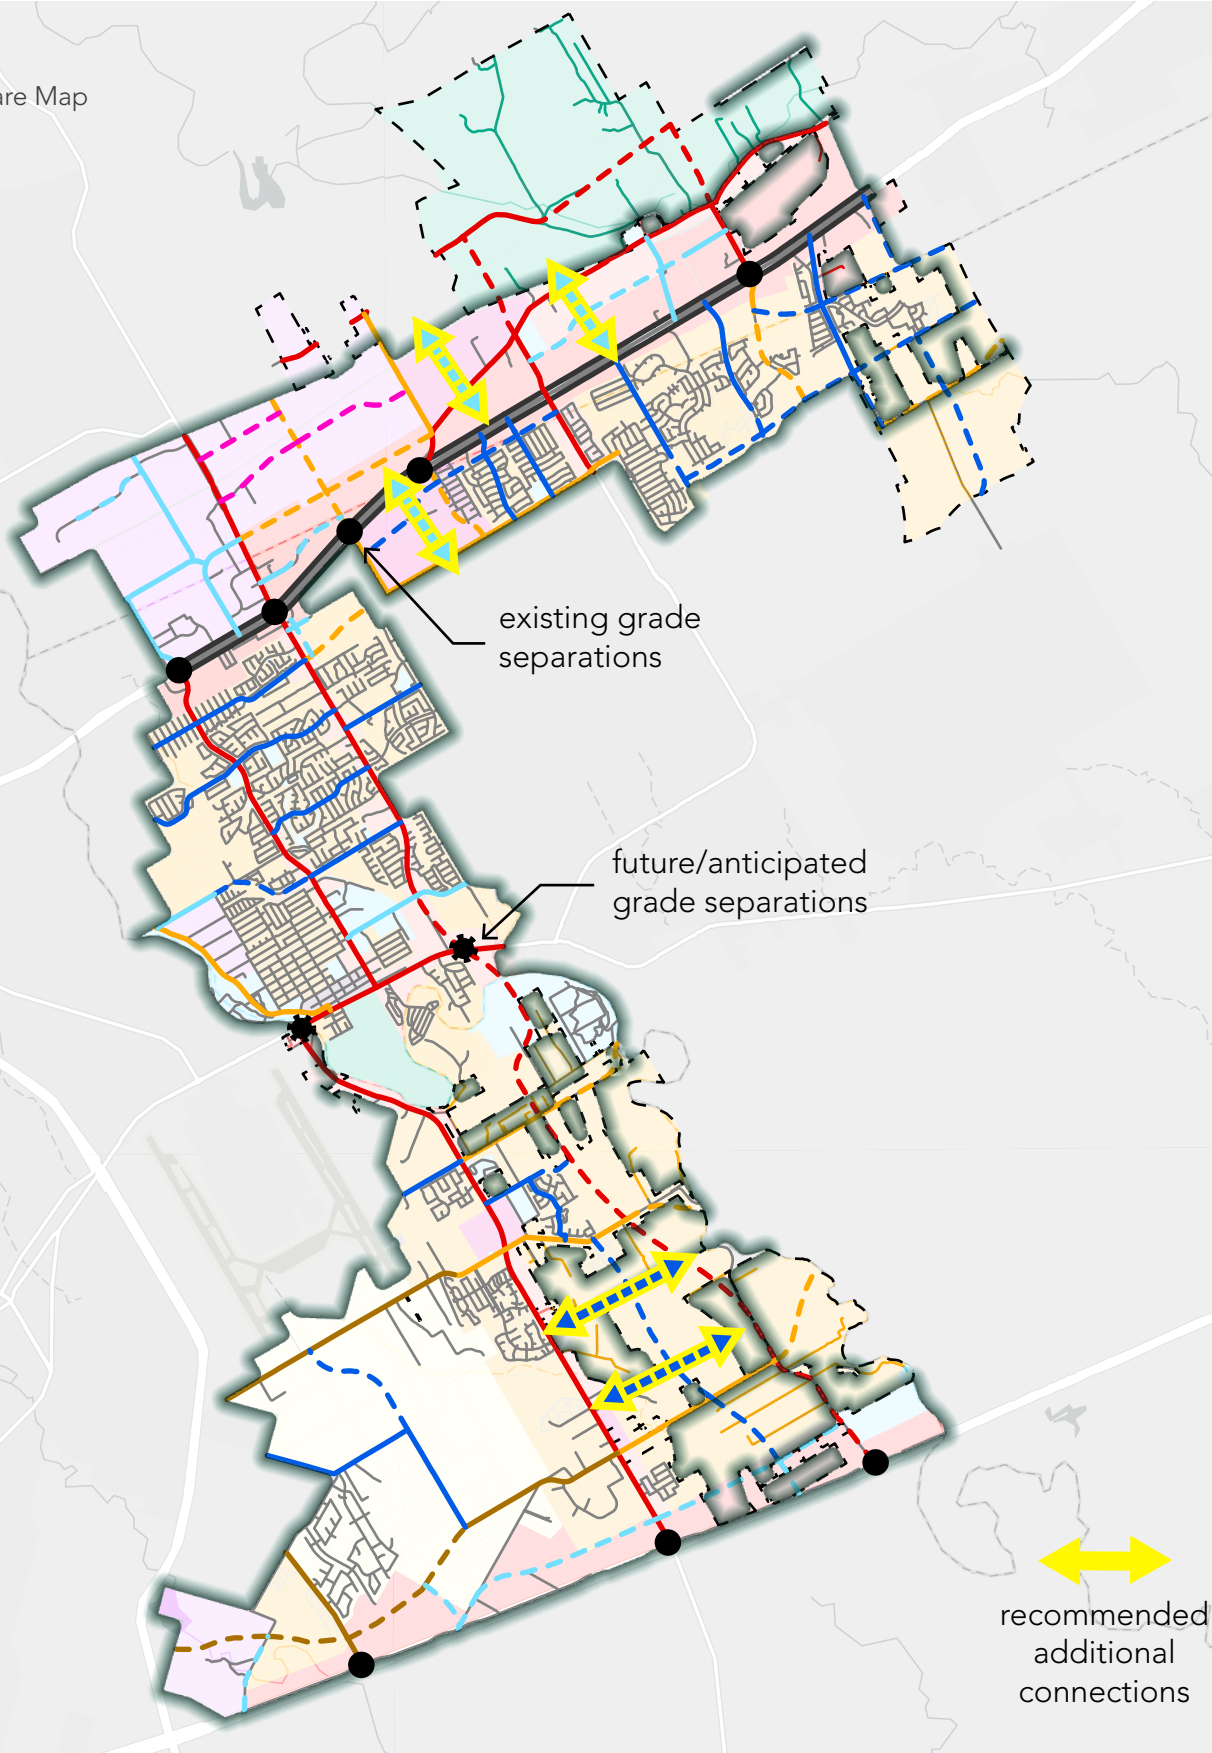 are Map
existing grade
separations
future/anticipated
grade separations
recommended
additional
connections